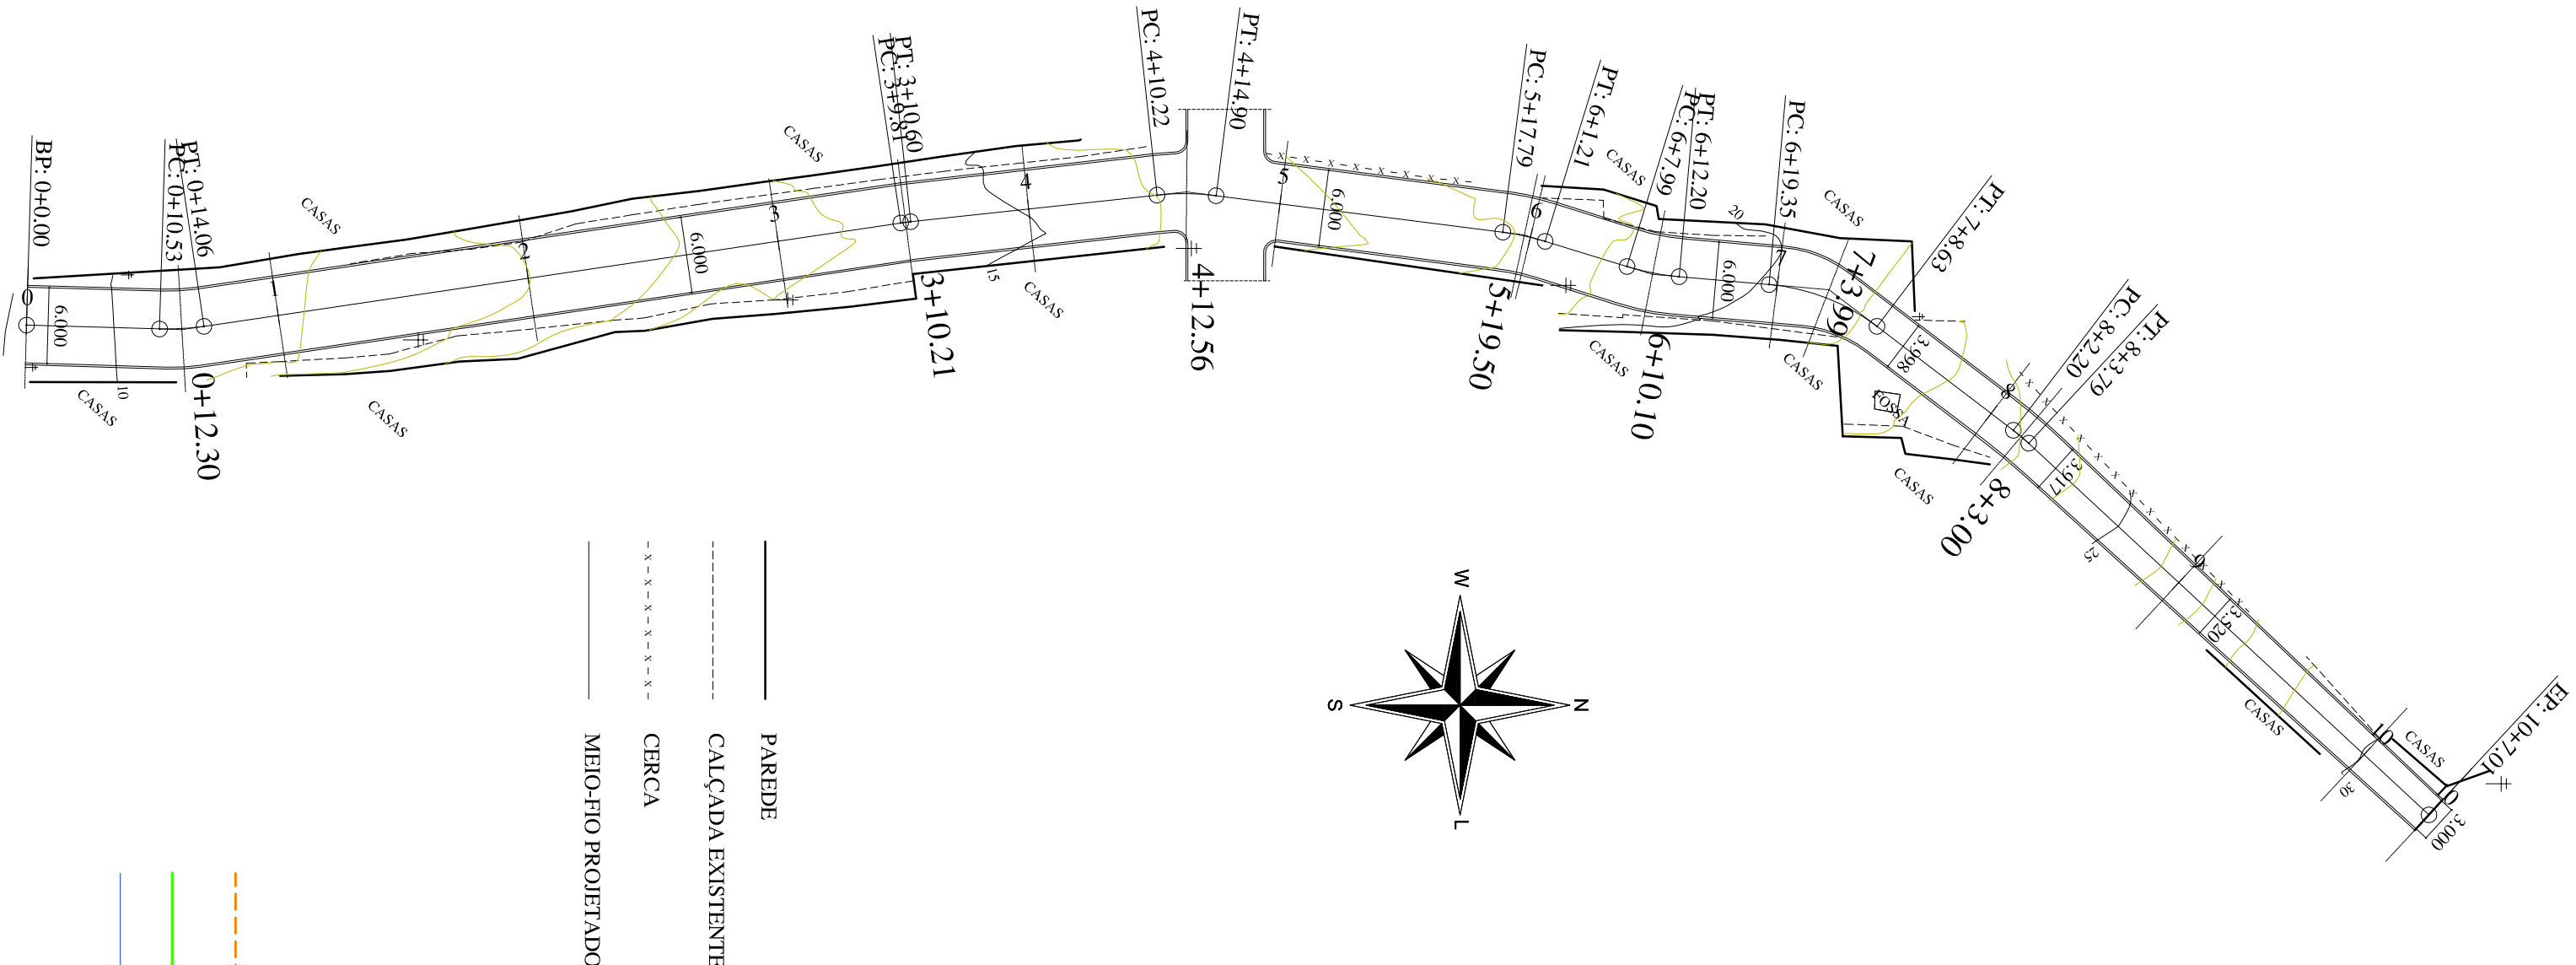 BP: 0+0.00
0
6.000
10
CASAS
PC: 0+10.53
PT: 0+14.06
0+12.30
1
CASAS
CASAS
2
6.000
3
CASAS
PC: 3+9.81
PT: 3+10.60
3+10.21
15
4
CASAS
PC: 4+10.22
PT: 4+14.90
4+12.56
5
x x x x x x x x
6.000
PC: 5+17.79
PT: 6+1.21
5+19.50
6
CASAS
PC: 6+7.99
PT: 6+12.20
6+10.10
CASAS
6.000
20
PC: 6+19.35
7
CASAS
CASAS
7+3.99
PT: 7+8.63
3.998
FOSSA
CASAS
8
PC: 8+2.20
PT: 8+3.79
8+3.00
3.917
25
9
3.520
CASAS
10
30
CASAS
EP: 10+7.01
10
3.000
W
N
S
L
PAREDE
CALÇADA EXISTENTE
CERCA
MEIO-FIO PROJETADO